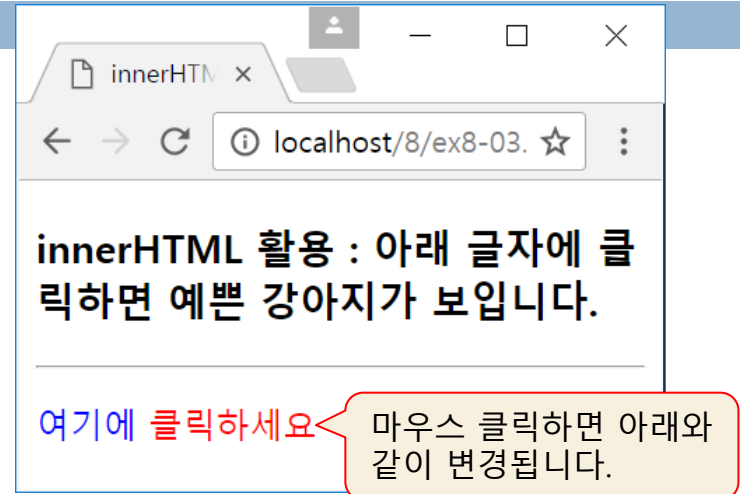 innerHTM
localhost/8/ex8-03.
innerHTML 활용 : 아래 글자에 클
릭하면 예쁜 강아지가 보입니다.
여기에 클릭하세요
마우스 클릭하면 아래와
같이 변경됩니다.